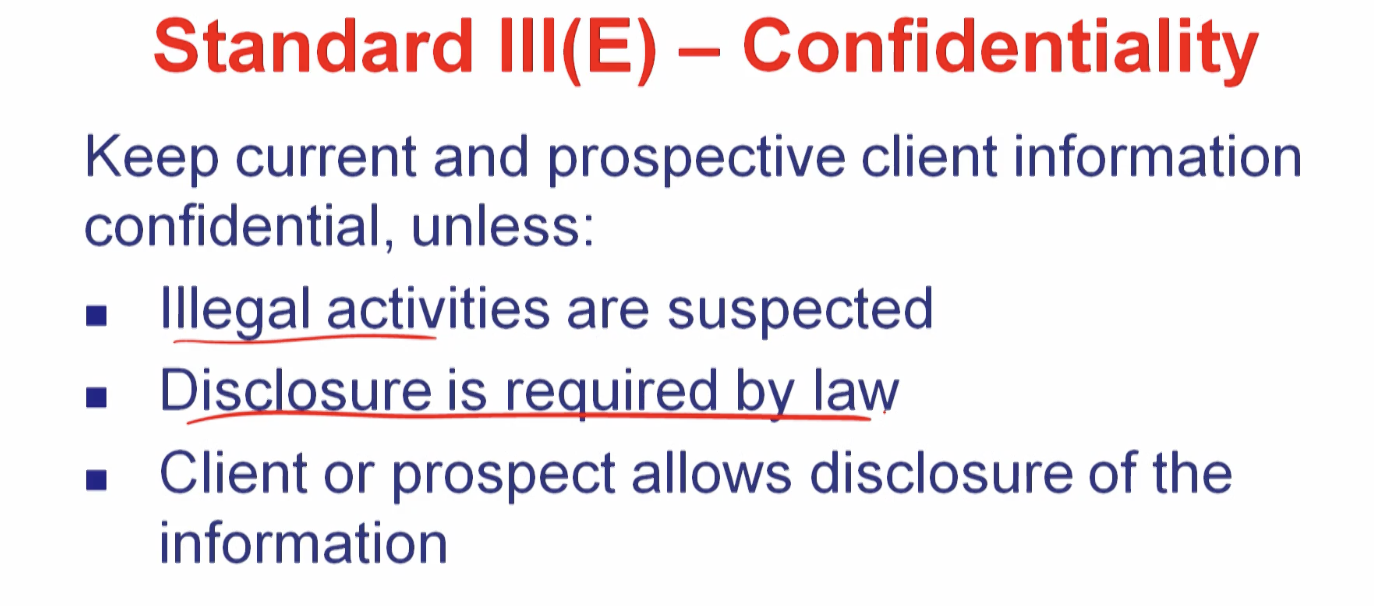 Standard III(E) – Confidentiality
Keep current and prospective client information
confidential, unless:
▪ Illegal activities are suspected
▪ Disclosure is required by law
▪ Client or prospect allows disclosure of the
information